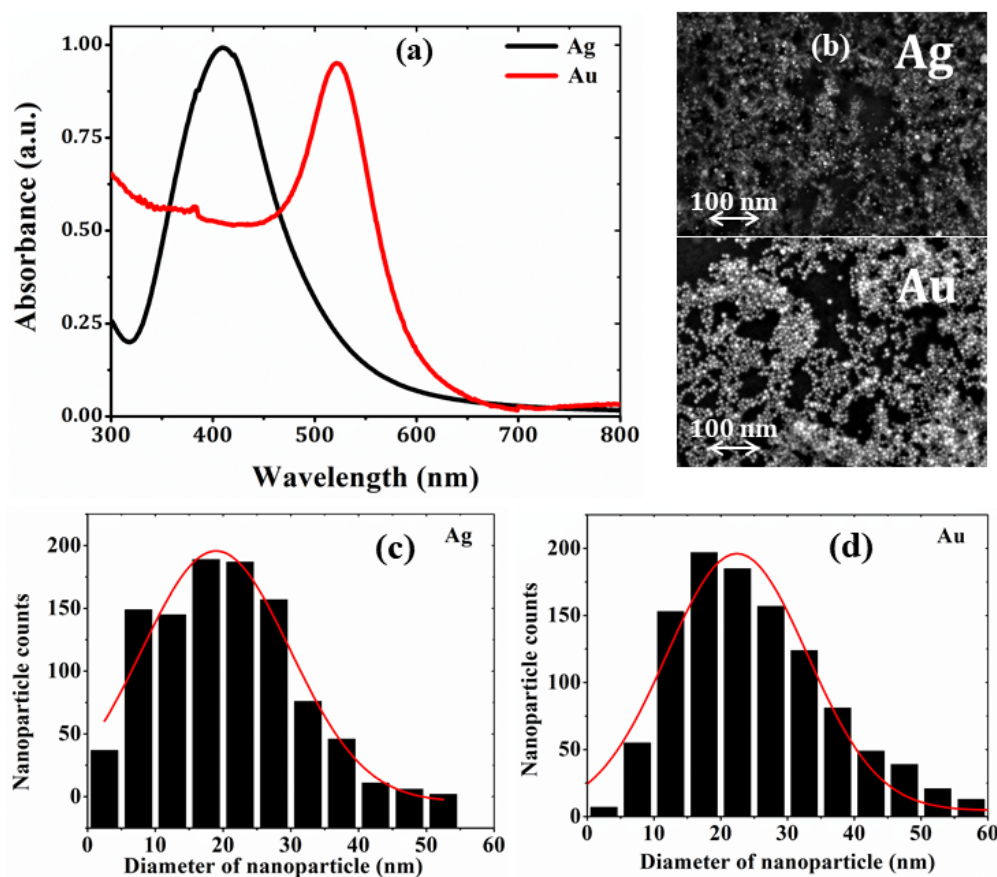 (a)
Ag
Au
1.00
0.75
0.50
0.25
0.00
Absorbance (a.u.)
300 400 500 600 700 800
Wavelength (nm)
(b)
Ag
100 nm
Au
100 nm
(c)
Ag
200
150
100
50
0
Nanoparticle counts
0 10 20 30 40 50 60
Diameter of nanoparticle (nm)
(d)
Au
200
150
100
50
0
Nanoparticle counts
0 10 20 30 40 50 60
Diameter of nanoparticle (nm)